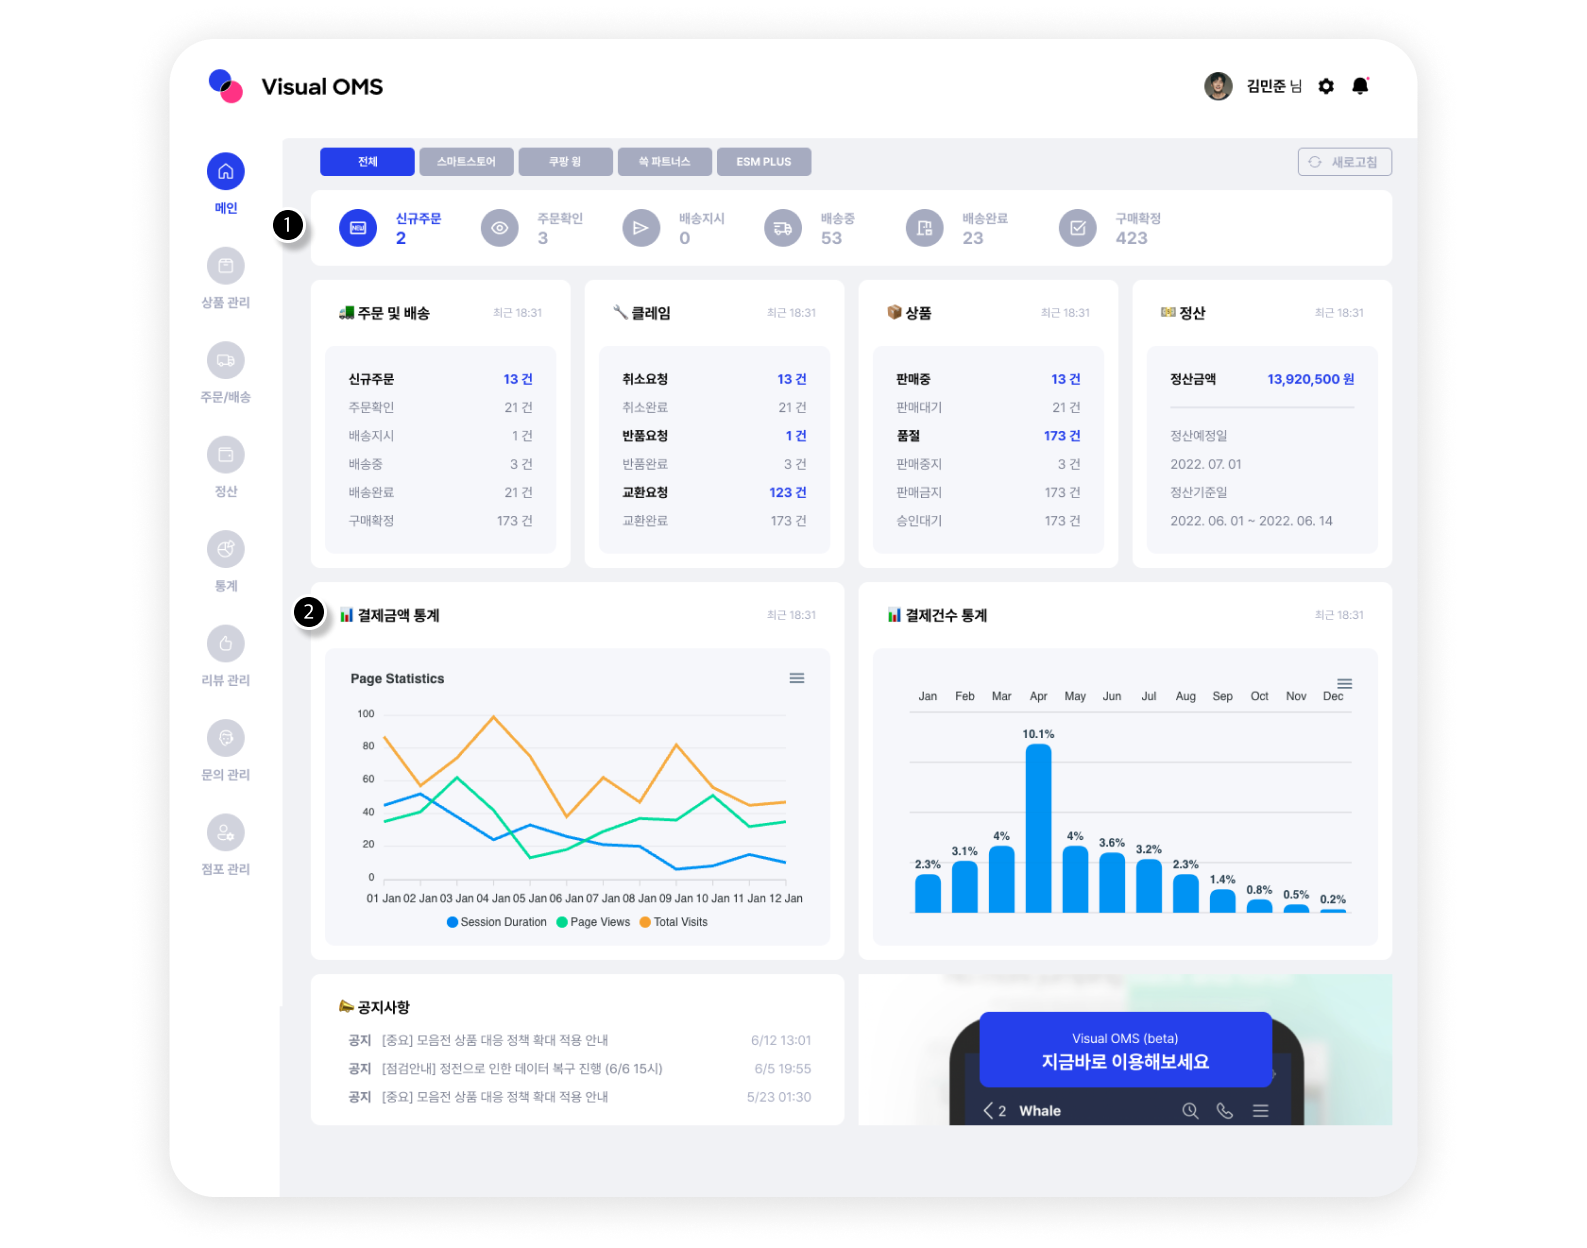 Visual OMS
김민준 님
메인
상품 관리
주문/배송
정산
통계
리뷰 관리
문의 관리
점포 관리
전체
스마트스토어
쿠팡 윙
쓱 파트너스
ESM PLUS
새로고침
1
NEW
신규주문
2
주문확인
3
배송지시
0
배송중
53
배송완료
23
구매확정
423
주문 및 배송
최근 18:31
신규주문 13 건
주문확인 21 건
배송지시 1 건
배송중 3 건
배송완료 21 건
구매확정 173 건
클레임
최근 18:31
취소요청 13 건
취소완료 21 건
반품요청 1 건
반품완료 3 건
교환요청 123 건
교환완료 173 건
상품
최근 18:31
판매중 13 건
판매대기 21 건
품절 173 건
판매중지 3 건
판매금지 173 건
승인대기 173 건
정산
최근 18:31
정산금액 13,920,500 원
정산예정일
2022. 07. 01
정산기준일
2022. 06. 01 ~ 2022. 06. 14
2
결제금액 통계
최근 18:31
Page Statistics
100
80
60
40
20
0
01 Jan 02 Jan 03 Jan 04 Jan 05 Jan 06 Jan 07 Jan 08 Jan 09 Jan 10 Jan 11 Jan 12 Jan
Session Duration Page Views Total Visits
결제건수 통계
최근 18:31
Jan Feb Mar Apr May Jun Jul Aug Sep Oct Nov Dec
2.3% 3.1% 4% 10.1% 4% 3.6% 3.2% 2.3% 1.4% 0.8% 0.5% 0.2%
공지사항
공지 [중요] 모음전 상품 대응 정책 확대 적용 안내 6/12 13:01
공지 [점검안내] 정전으로 인한 데이터 복구 진행 (6/6 15시) 6/5 19:55
공지 [중요] 모음전 상품 대응 정책 확대 적용 안내 5/23 01:30
Visual OMS (beta)
지금바로 이용해보세요
2 Whale